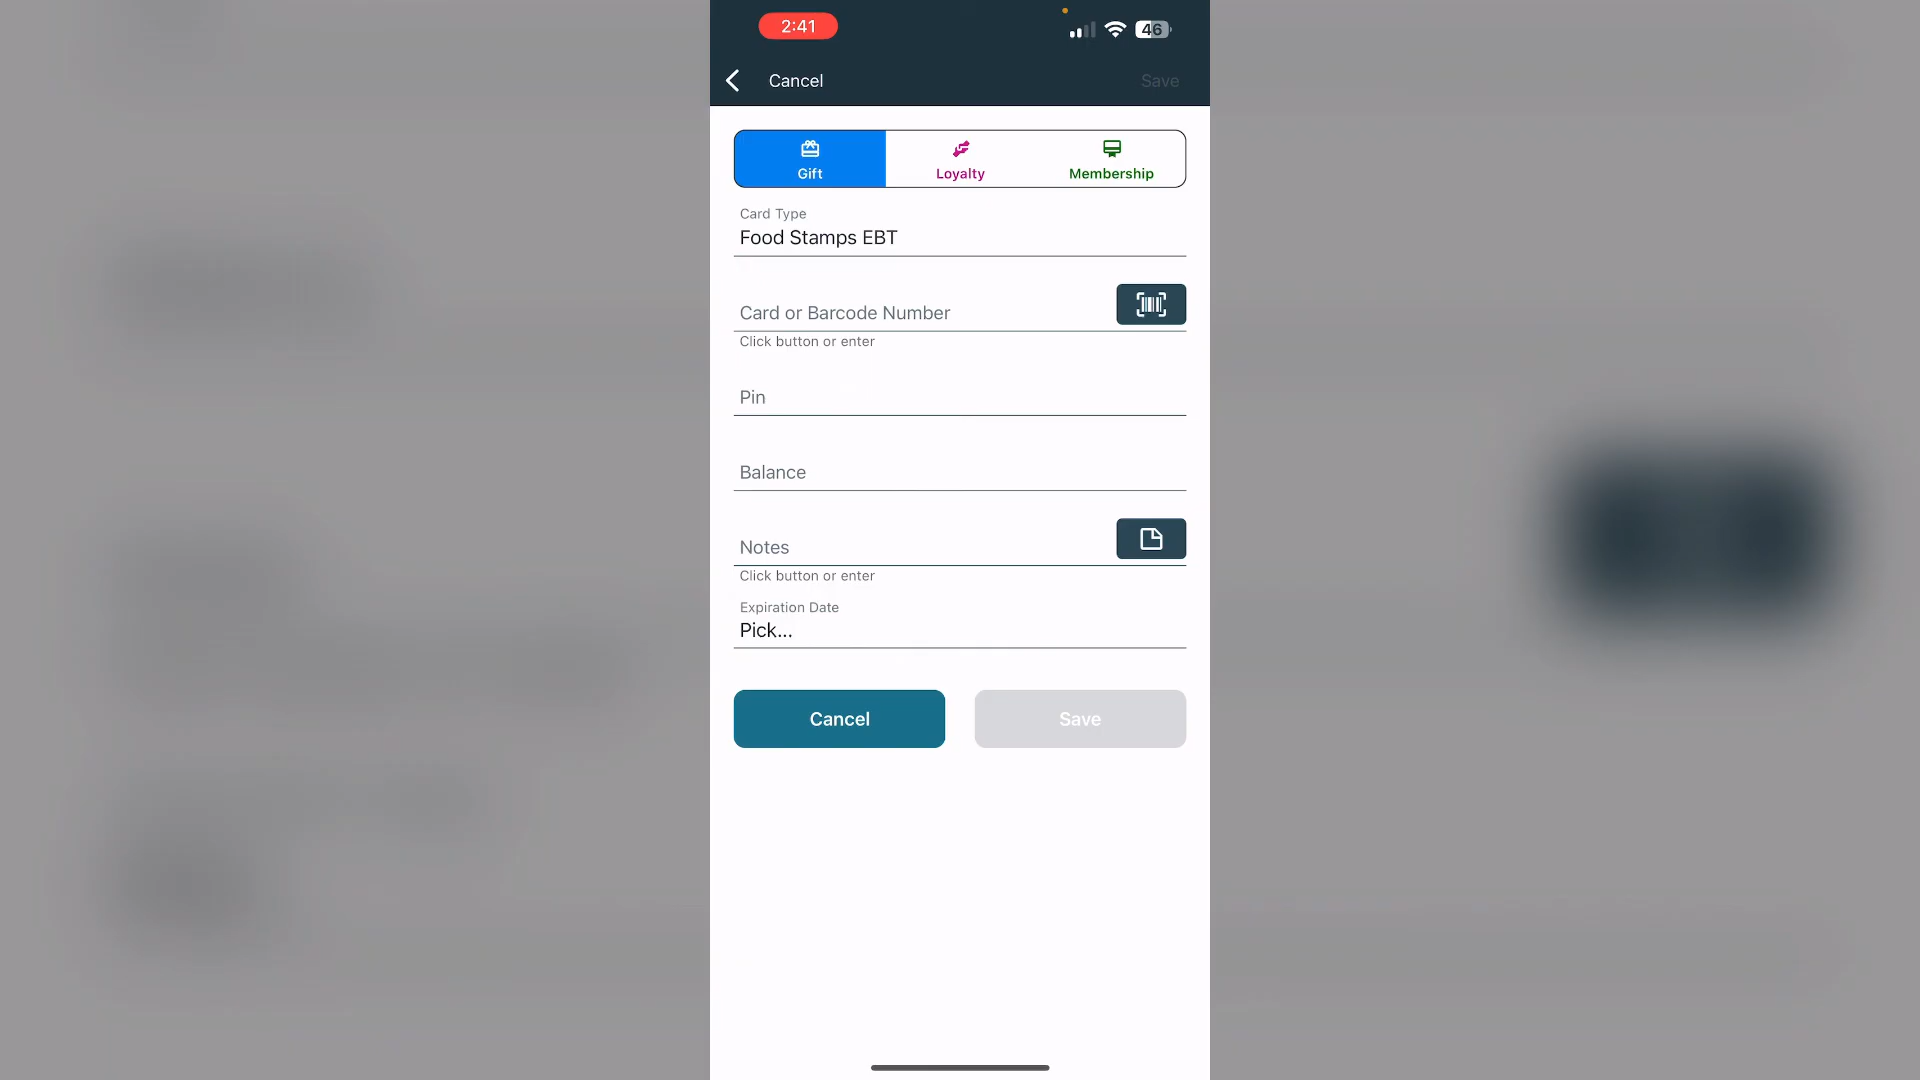 2:41
46
Cancel
Save
Gift
Loyalty
Membership
Card Type
Food Stamps EBT
Card or Barcode Number
Click button or enter
Pin
Balance
Notes
Click button or enter
Expiration Date
Pick...
Cancel
Save